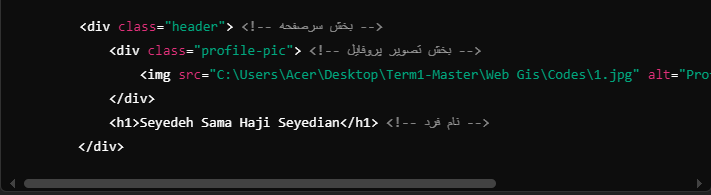 <div class="header"> <!-- بخش سرصفحه -->
<div class="profile-pic"> <!-- بخش تصویر پروفایل -->
<img src="C:\Users\Acer\Desktop\Term1-Master\Web Gis\Codes\1.jpg" alt="Pro
</div>
<h1>Seyedeh Sama Haji Seyedian</h1> <!-- نام فرد -->
</div>